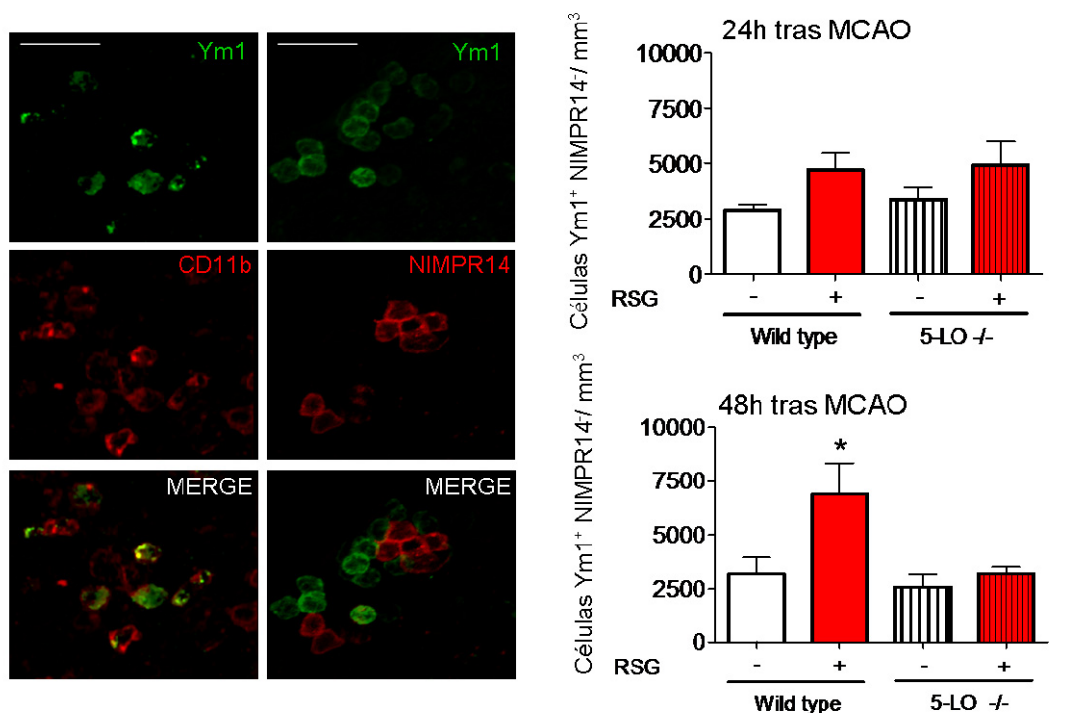 Ym1
Ym1
CD11b
NIMPR14
MERGE
MERGE
24h tras MCAO
Células Ym1⁺ NIMPR14⁻/ mm³
10000
7500
5000
2500
0
RSG
- + - +
Wild type
5-LO -/-
48h tras MCAO
Células Ym1⁺ NIMPR14⁻/ mm³
10000
7500
5000
2500
0
*
RSG
- + - +
Wild type
5-LO -/-